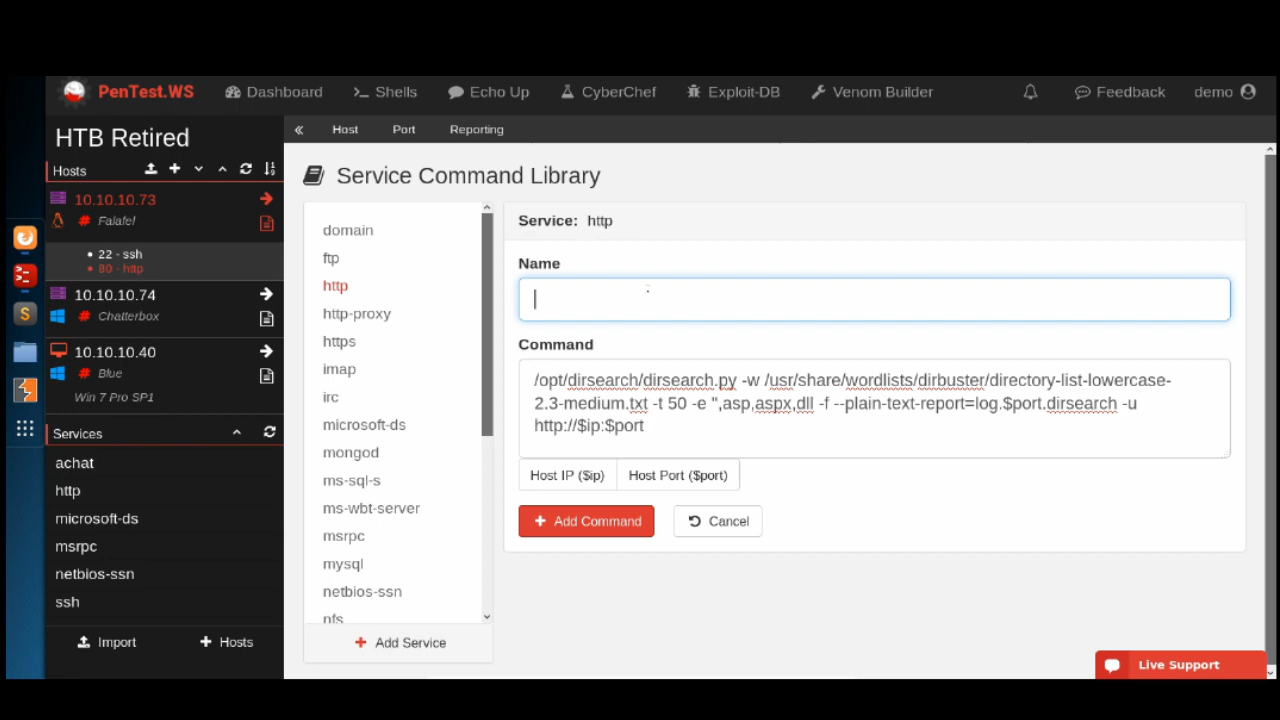 PenTest.WS
Dashboard
Shells
Echo Up
CyberChef
Exploit-DB
Venom Builder
Feedback
demo
HTB Retired
Host
Port
Reporting
Hosts
10.10.10.73
# Falafel
22 - ssh
80 - http
10.10.10.74
Chatterbox
10.10.10.40
Blue
Win 7 Pro SP1
Services
achat
http
microsoft-ds
msrpc
netbios-ssn
ssh
Import
Hosts
Service Command Library
domain
ftp
http
http-proxy
https
imap
irc
microsoft-ds
mongod
ms-sql-s
ms-wbt-server
msrpc
mysql
netbios-ssn
nfs
Add Service
Service: http
Name
Command
/opt/dirsearch/dirsearch.py -w /usr/share/wordlists/dirbuster/directory-list-lowercase-
2.3-medium.txt -t 50 -e '',asp,aspx,dll -f --plain-text-report=log.$port.dirsearch -u
http://$ip:$port
Host IP ($ip)
Host Port ($port)
Add Command
Cancel
Live Support